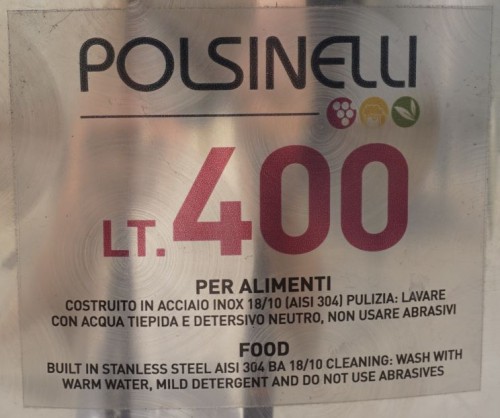 POLSINELLI
LT. 400
PER ALIMENTI
COSTRUITO IN ACCIAIO INOX 18/10 (AISI 304) PULIZIA: LAVARE
CON ACQUA TIEPIDA E DETERSIVO NEUTRO, NON USARE ABRASIVI
FOOD
BUILT IN STANLESS STEEL AISI 304 BA 18/10 CLEANING: WASH WITH
WARM WATER, MILD DETERGENT AND DO NOT USE ABRASIVES